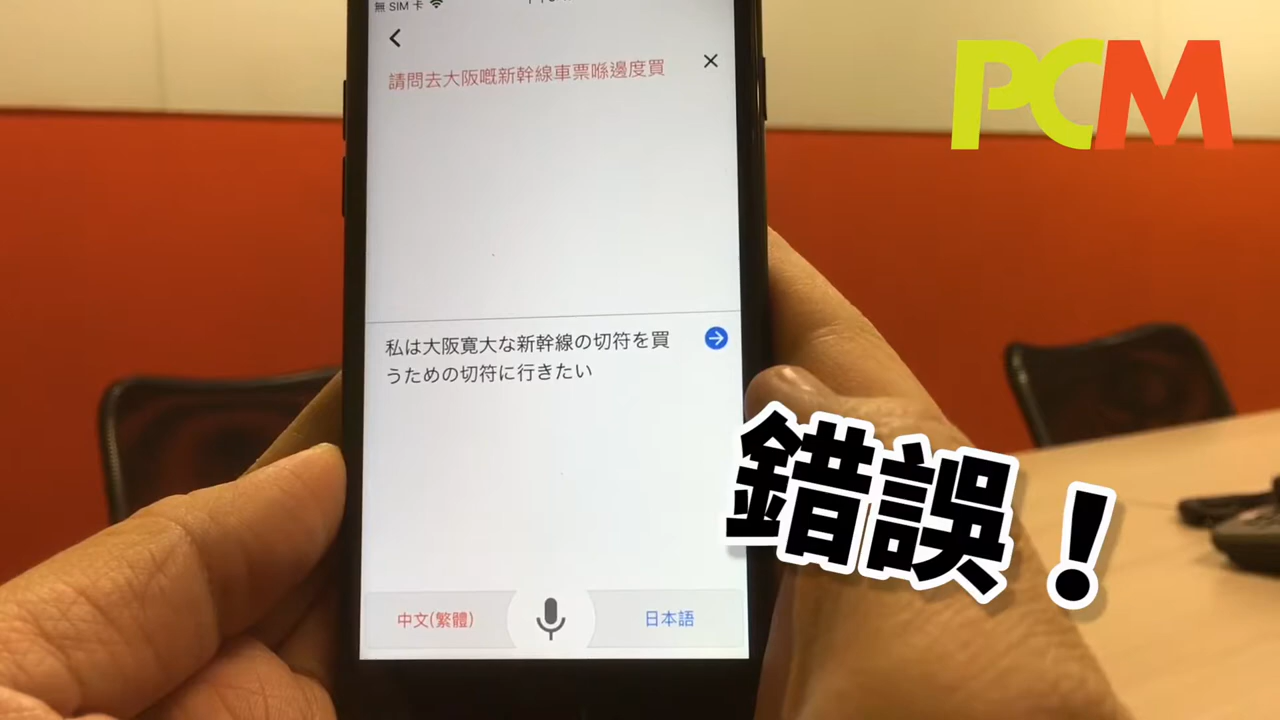 無 SIM 卡
請問去大阪嘅新幹線車票喺邊度買
私は大阪寛大な新幹線の切符を買
うための切符に行きたい
中文(繁體)
日本語
PCM
錯誤！